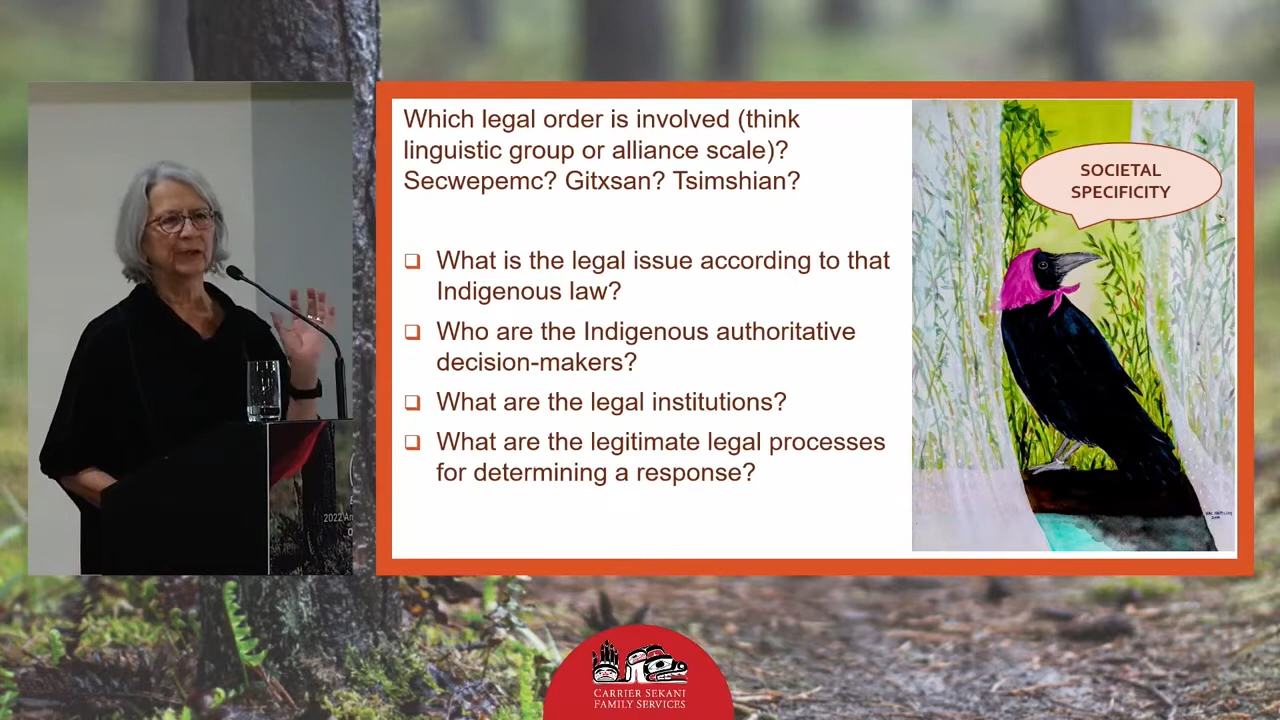 Which legal order is involved (think
linguistic group or alliance scale)?
Secwepemc? Gitxsan? Tsimshian?
❑ What is the legal issue according to that
Indigenous law?
❑ Who are the Indigenous authoritative
decision-makers?
❑ What are the legal institutions?
❑ What are the legitimate legal processes
for determining a response?
SOCIETAL
SPECIFICITY
CARRIER SEKANI
FAMILY SERVICES